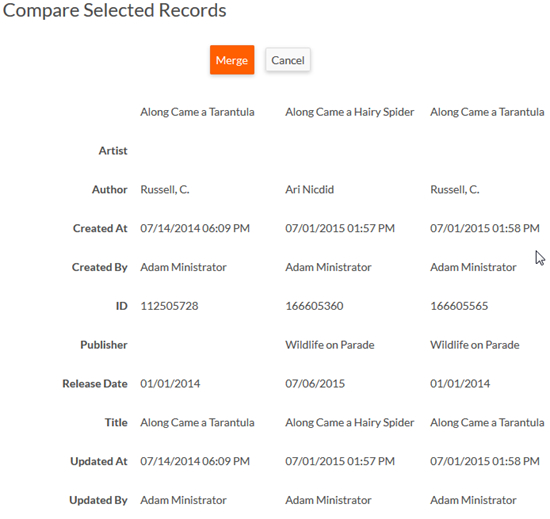 Compare Selected Records
Merge Cancel
Along Came a Tarantula Along Came a Hairy Spider Along Came a Tarantula
Artist
Author Russell, C. Ari Nicdid Russell, C.
Created At 07/14/2014 06:09 PM 07/01/2015 01:57 PM 07/01/2015 01:58 PM
Created By Adam Ministrator Adam Ministrator Adam Ministrator
ID 112505728 166605360 166605565
Publisher Wildlife on Parade Wildlife on Parade
Release Date 01/01/2014 07/06/2015 01/01/2014
Title Along Came a Tarantula Along Came a Hairy Spider Along Came a Tarantula
Updated At 07/14/2014 06:09 PM 07/01/2015 01:57 PM 07/01/2015 01:58 PM
Updated By Adam Ministrator Adam Ministrator Adam Ministrator